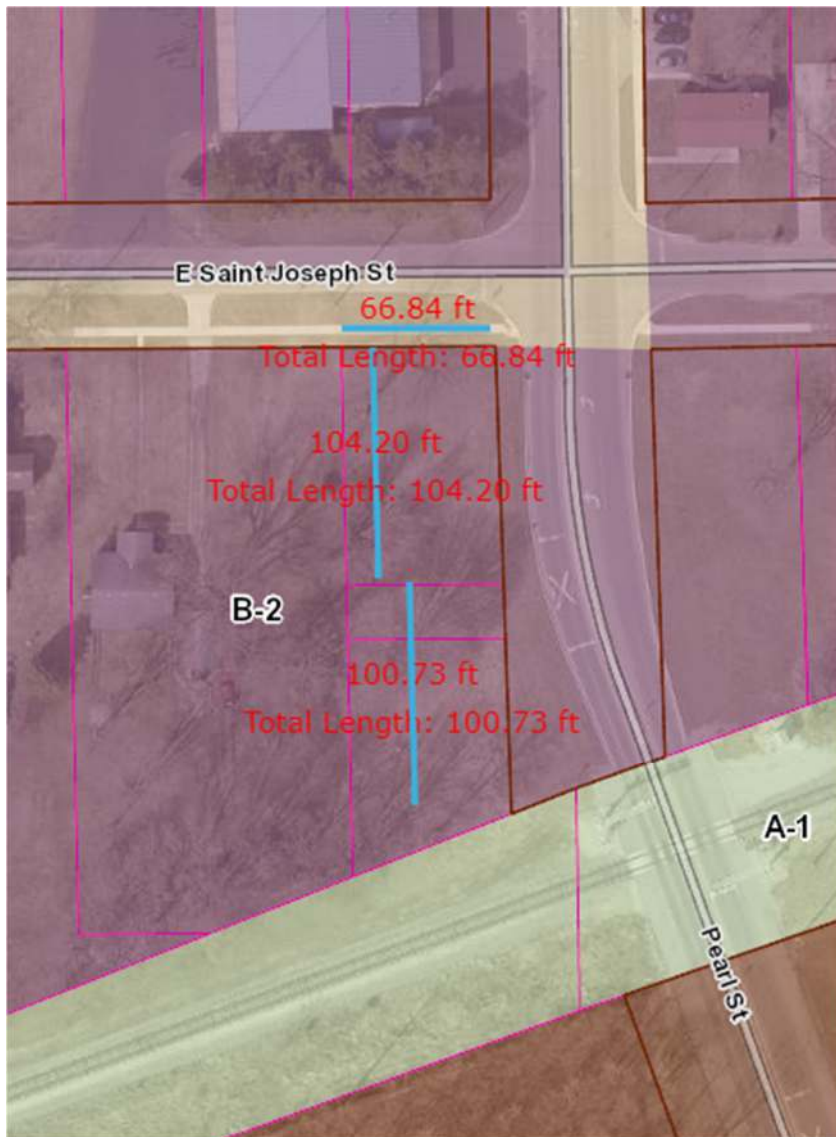 E Saint Joseph St
66.84 ft
Total Length: 66.84 ft
104.20 ft
Total Length: 104.20 ft
B-2
100.73 ft
Total Length: 100.73 ft
A-1
Pearl St